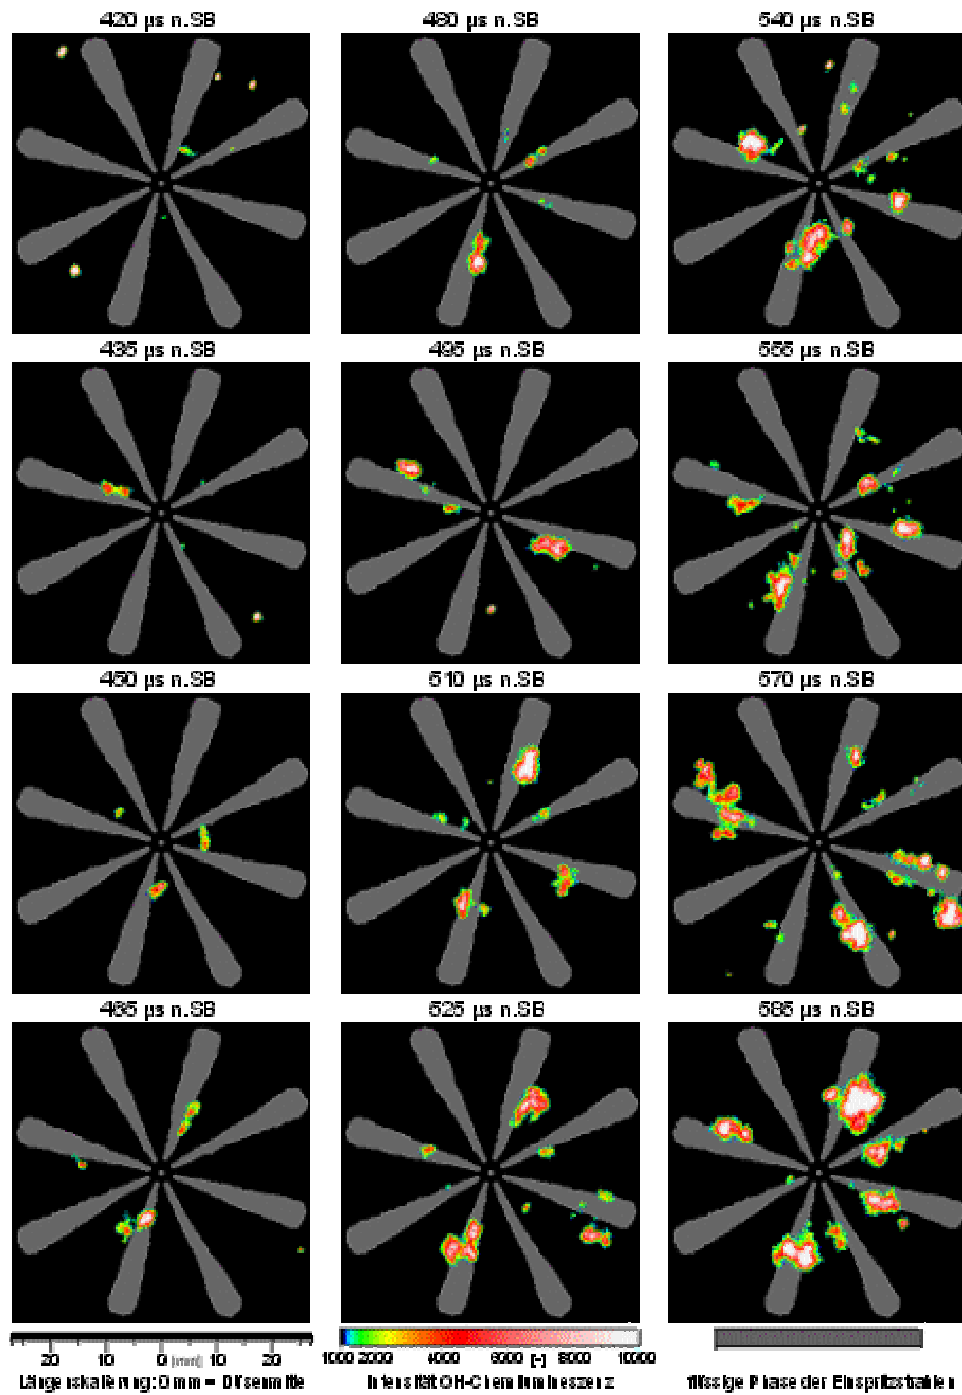 420 µs n.SB
480 µs n.SB
540 µs n.SB
435 µs n.SB
495 µs n.SB
555 µs n.SB
450 µs n.SB
510 µs n.SB
570 µs n.SB
465 µs n.SB
525 µs n.SB
585 µs n.SB
20 10 0 [mm] 10 20
1000 2000 4000 6000 [-] 8000 10000
Längenskalierung: 0 mm = Düsenmitte
Intensität OH-Chemilumineszenz
flüssige Phase der Einspritzstrahlen